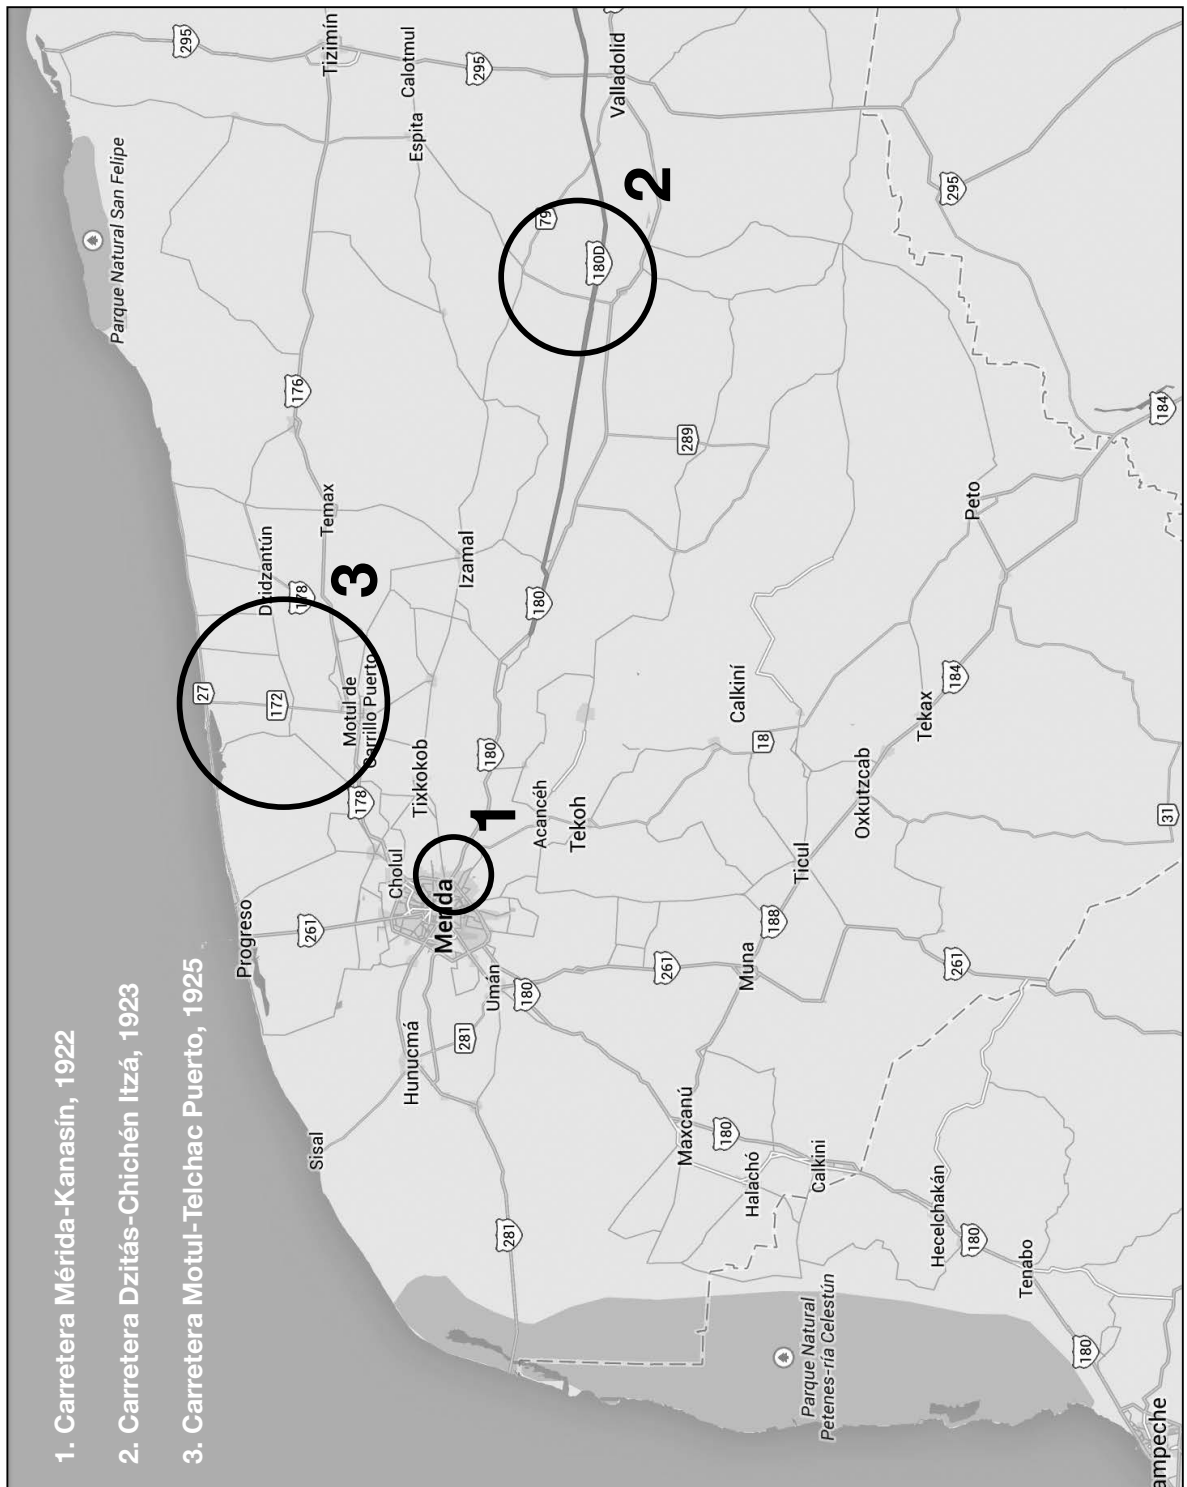 1. Carretera Mérida-Kanasín, 1922
2. Carretera Dzitás-Chichén Itzá, 1923
3. Carretera Motul-Telchac Puerto, 1925
Parque Natural San Felipe
295
27
Progreso
Dzidzantún
172
176
178
261
Sisal
Temax
Tizimín
3
Motul de
Carrillo Puerto
178
Cholul
Hunucmá
Tixkokob
Espita
Calotmul
Mérida
281
Izamal
295
1
180
Umán
281
180
180
Acancéh
79
Tekoh
180D
Valladolid
2
261
Maxcanú
289
180
Calkiní
Muna
Halachó
18
188
Ticul
Parque Natural
Petenes-ría Celestún
Calkini
Oxkutzcab
Tekax
Hecelchakán
261
184
295
180
Peto
Tenabo
180
ampeche
31
184